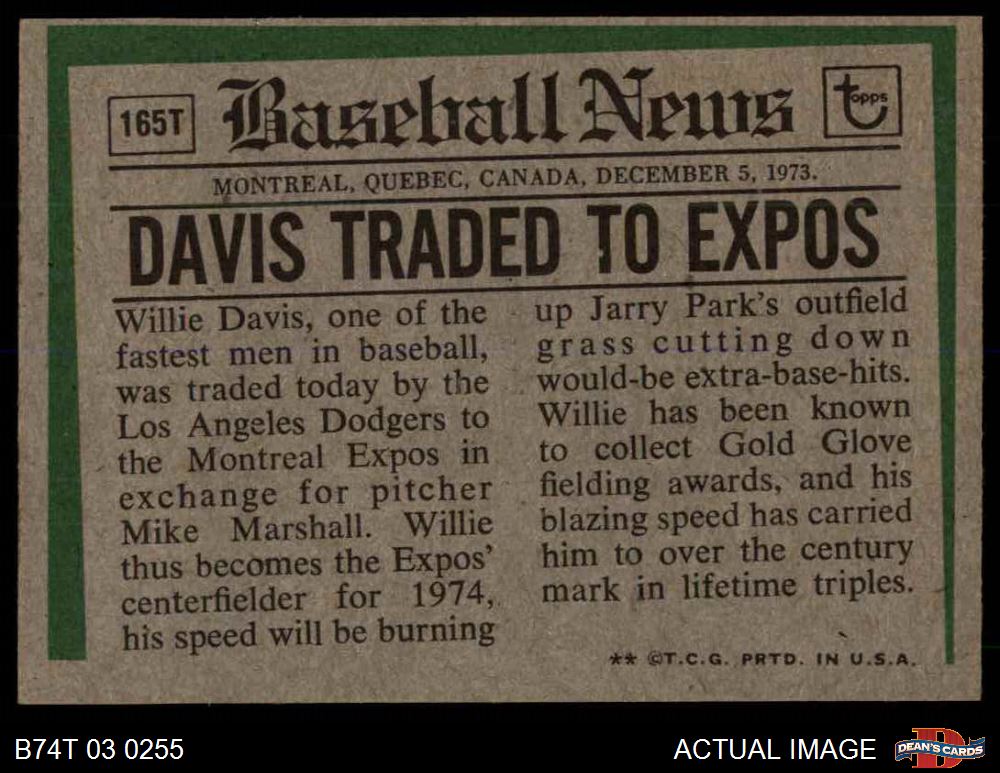 165T
Baseball News
topps
MONTREAL, QUEBEC, CANADA, DECEMBER 5, 1973.
DAVIS TRADED TO EXPOS
Willie Davis, one of the
fastest men in baseball,
was traded today by the
Los Angeles Dodgers to
the Montreal Expos in
exchange for pitcher
Mike Marshall. Willie
thus becomes the Expos'
centerfielder for 1974,
his speed will be burning
up Jarry Park's outfield
grass cutting down
would-be extra-base-hits.
Willie has been known
to collect Gold Glove
fielding awards, and his
blazing speed has carried
him to over the century
mark in lifetime triples.
** ©T.C.G. PRTD. IN U.S.A.
B74T 03 0255
ACTUAL IMAGE
D
DEAN'S CARDS